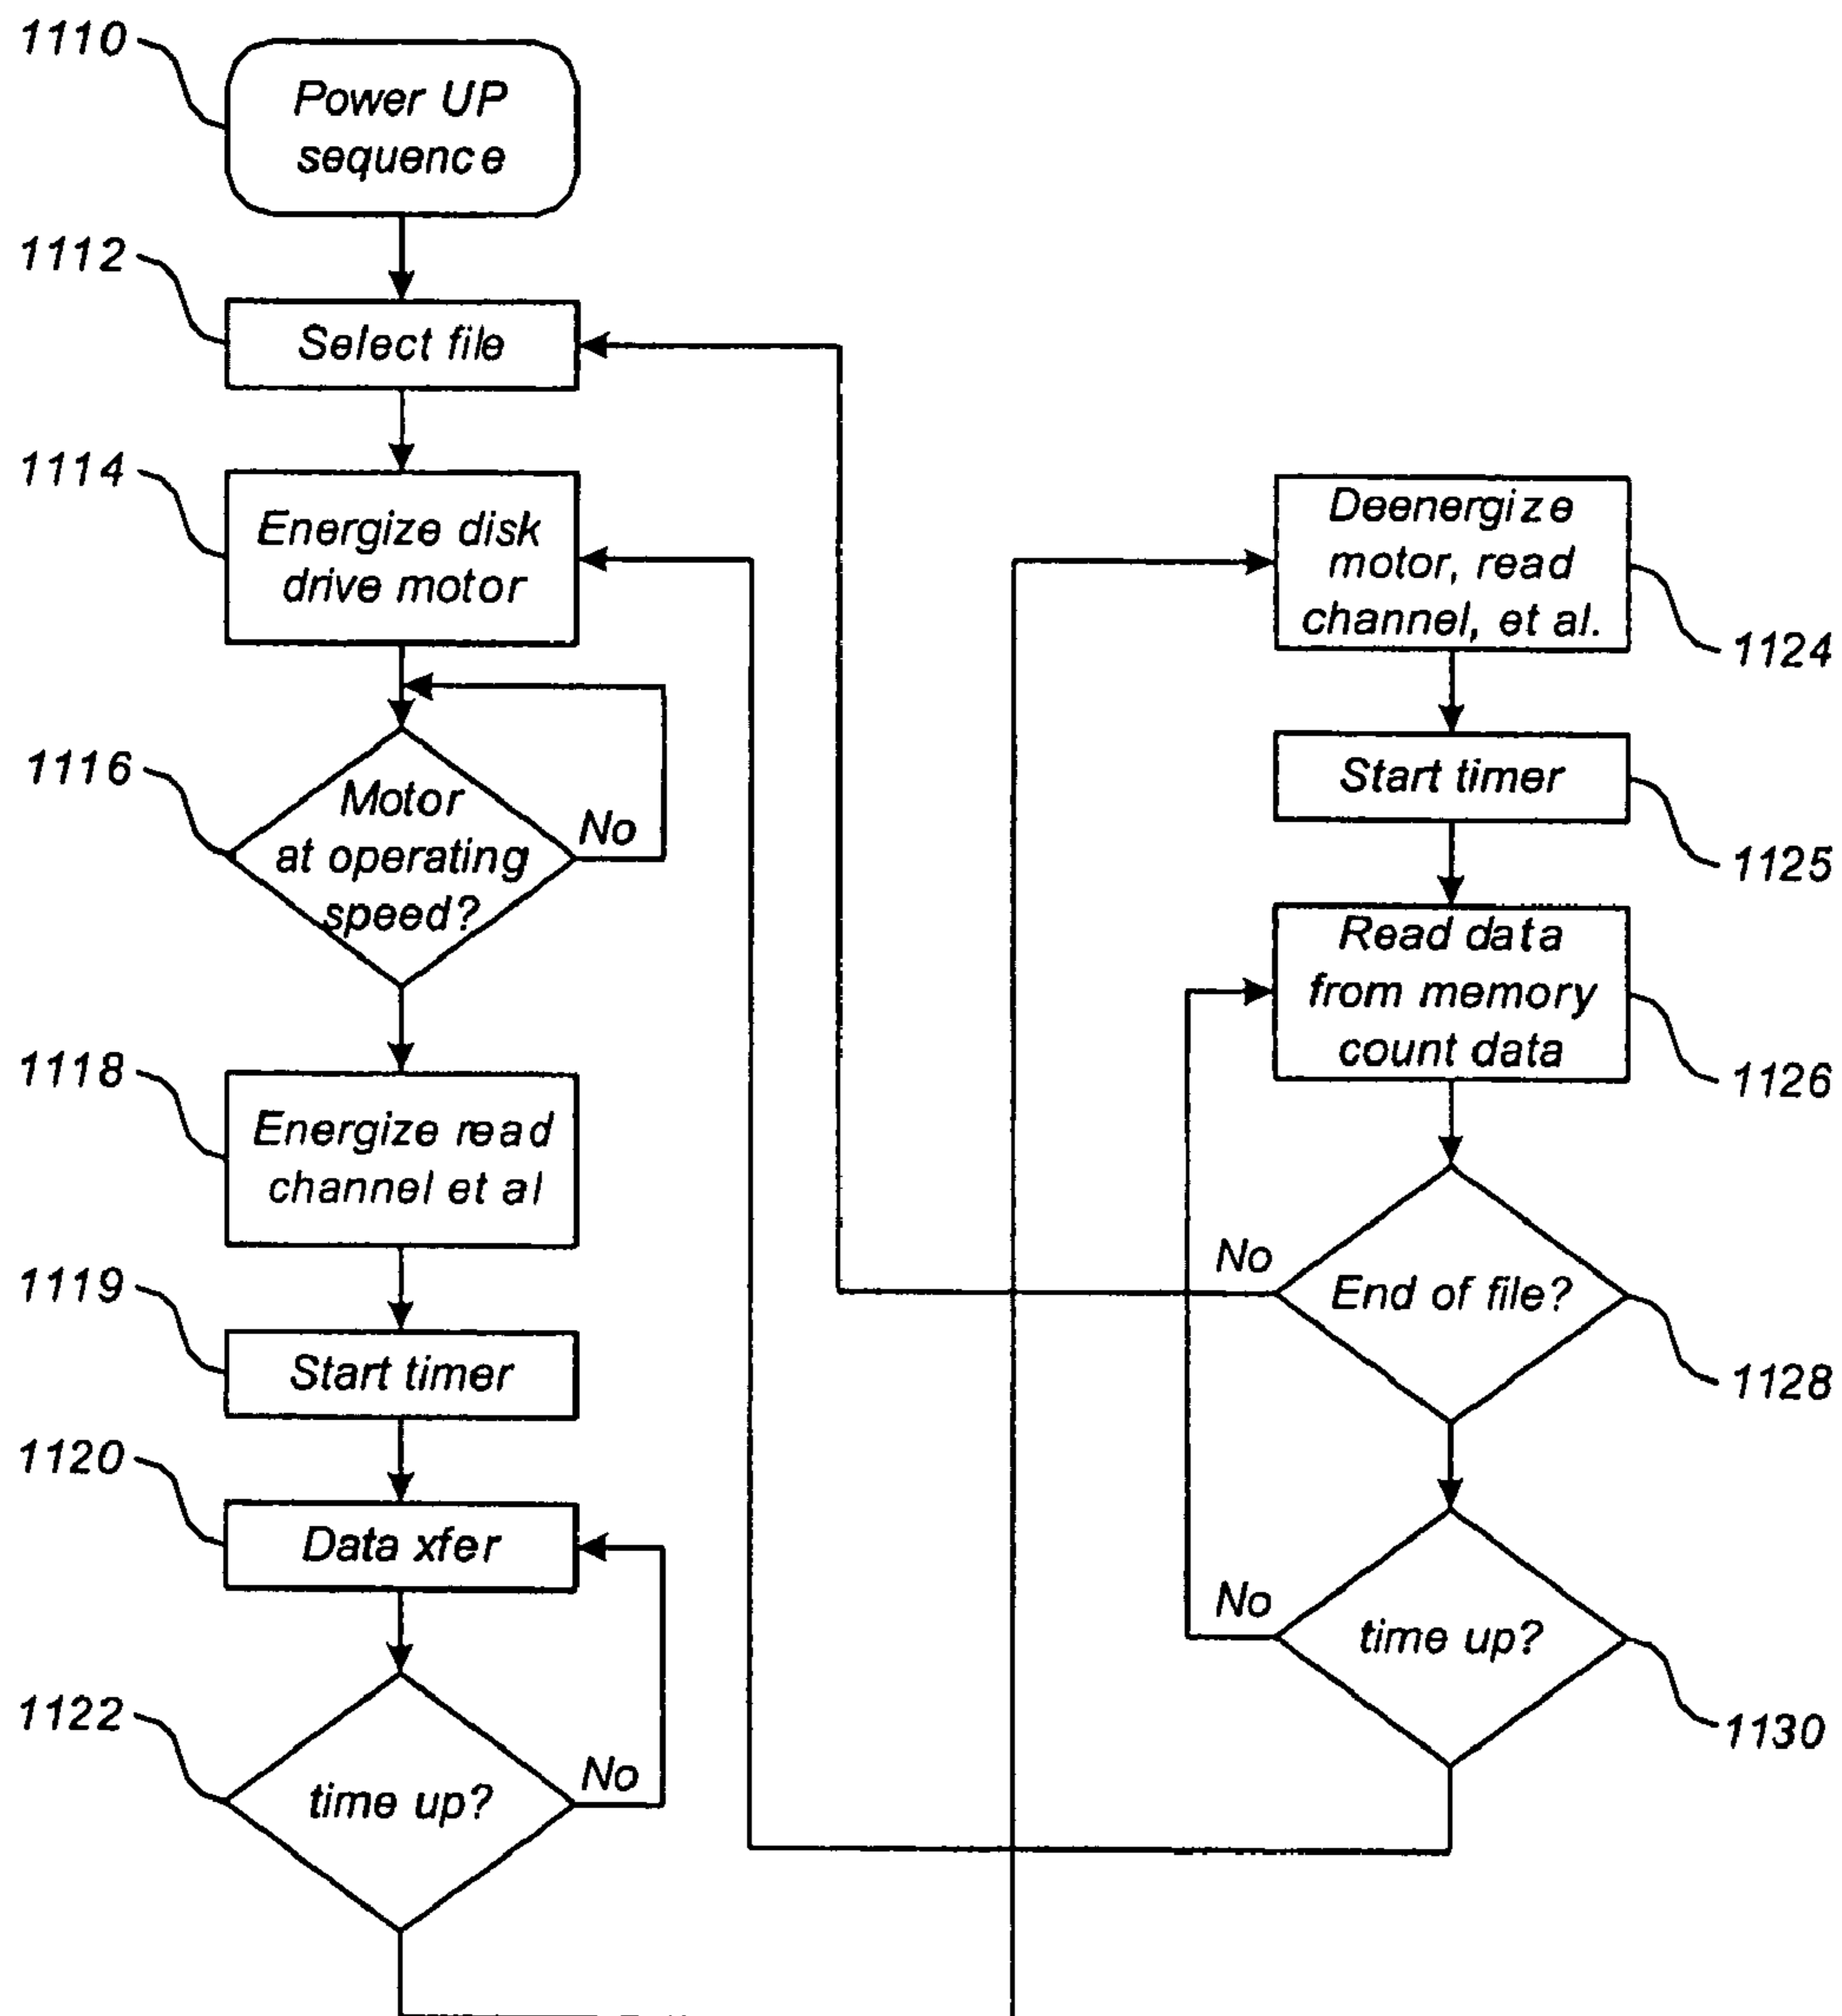 1110
Power UP
sequence
1112
Select file
1114
Energize disk
drive motor
1116
Motor
at operating
speed?
No
1118
Energize read
channel et al
1119
Start timer
1120
Data xfer
1122
time up?
No
Deenergize
motor, read
channel, et al.
1124
Start timer
1125
Read data
from memory
count data
1126
No
End of file?
1128
No
time up?
1130